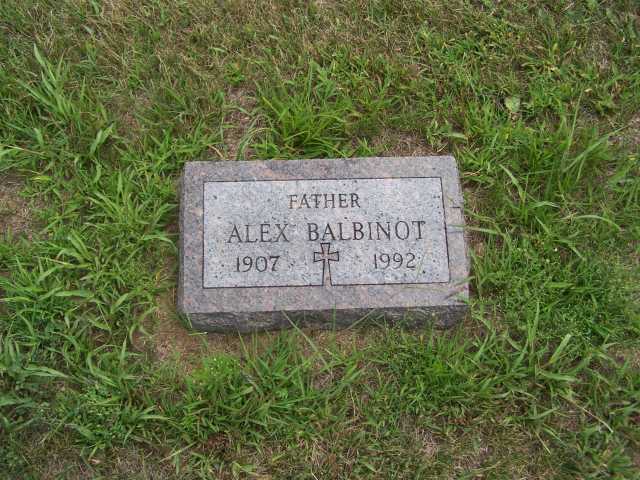 FATHER
ALEX BALBINOT
1907 1992